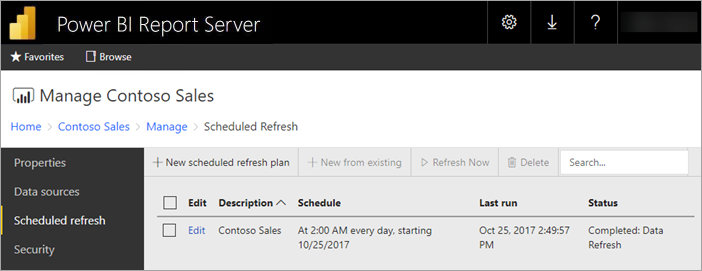 Power BI Report Server
?
Favorites Browse
Manage Contoso Sales
Home > Contoso Sales > Manage > Scheduled Refresh
Properties
Data sources
Scheduled refresh
Security
+ New scheduled refresh plan + New from existing Refresh Now Delete Search...
Edit Description Schedule Last run Status
Edit Contoso Sales At 2:00 AM every day, starting Oct 25, 2017 2:49:57 Completed: Data
10/25/2017 PM Refresh